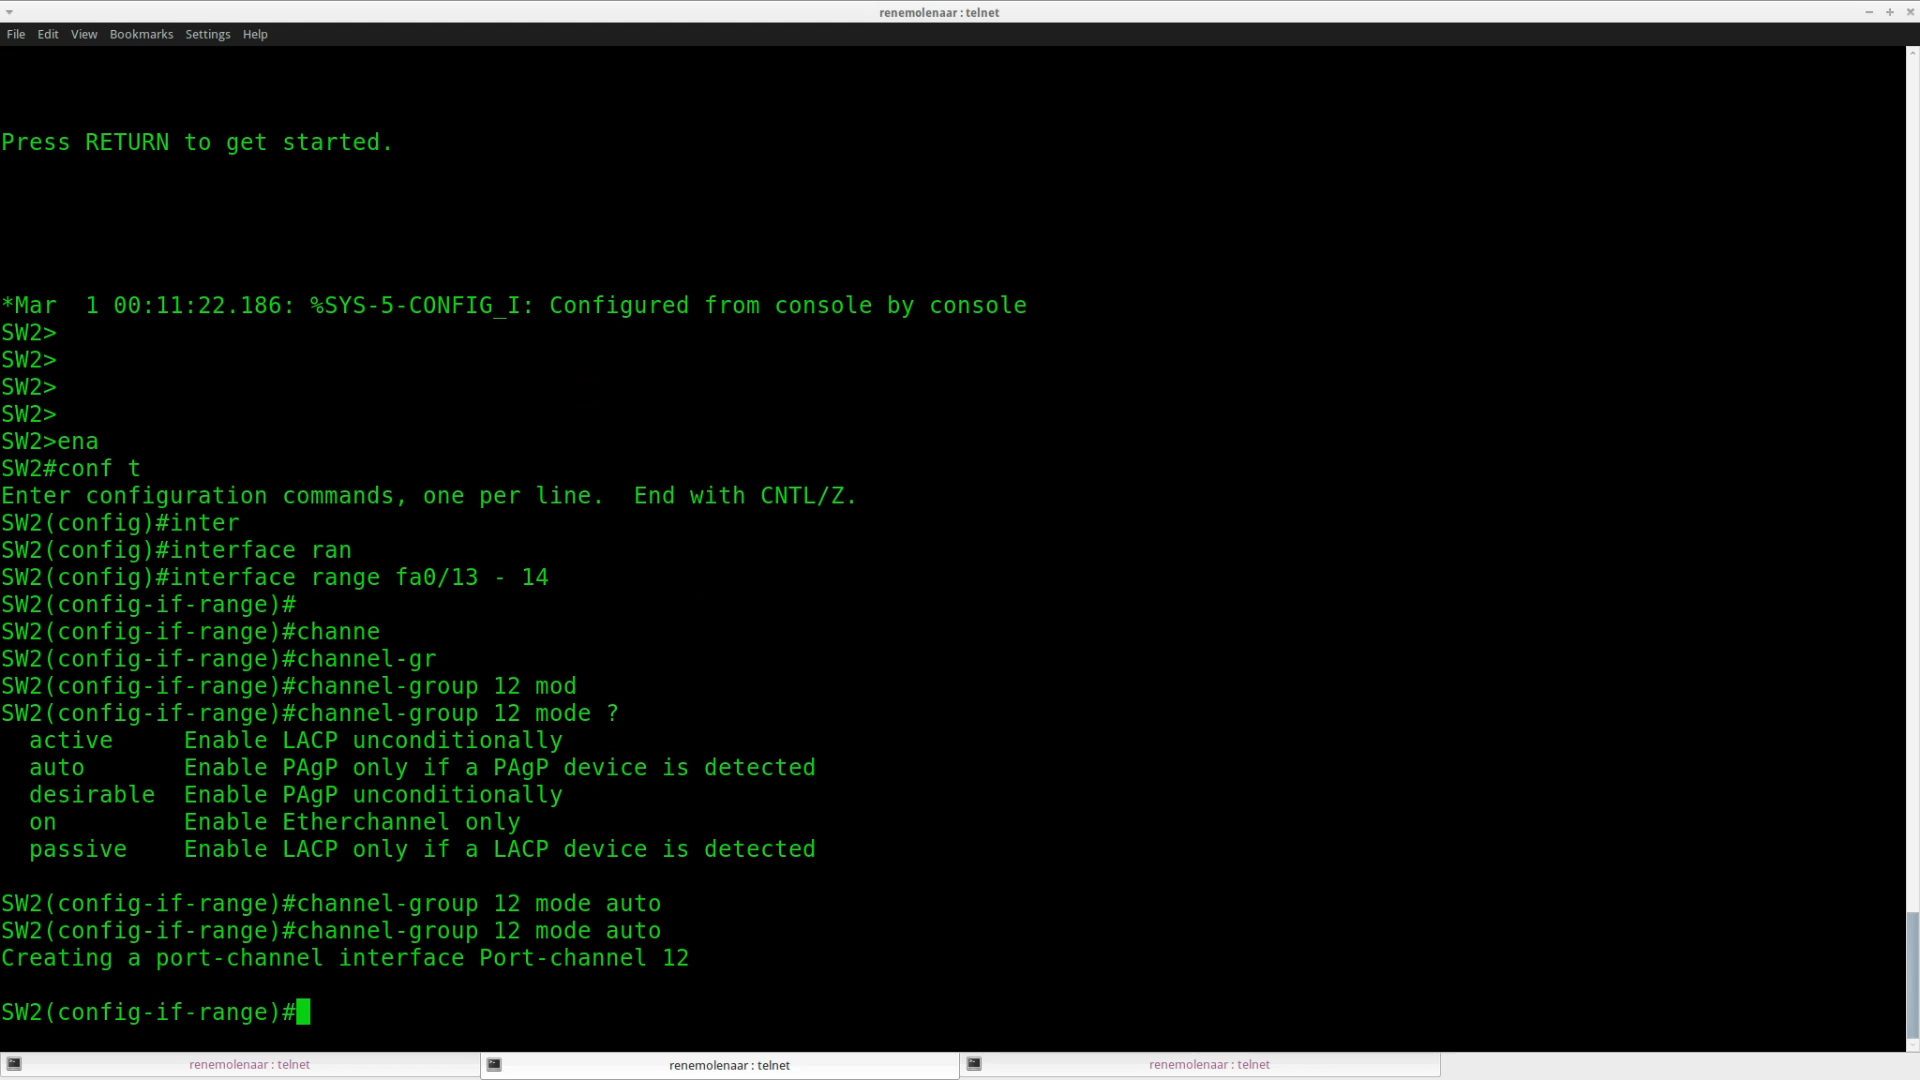 renemolenaar : telnet
File Edit View Bookmarks Settings Help
Press RETURN to get started.
*Mar  1 00:11:22.186: %SYS-5-CONFIG_I: Configured from console by console
SW2>
SW2>
SW2>
SW2>
SW2>ena
SW2#conf t
Enter configuration commands, one per line.  End with CNTL/Z.
SW2(config)#inter
SW2(config)#interface ran
SW2(config)#interface range fa0/13 - 14
SW2(config-if-range)#
SW2(config-if-range)#channe
SW2(config-if-range)#channel-gr
SW2(config-if-range)#channel-group 12 mod
SW2(config-if-range)#channel-group 12 mode ?
  active     Enable LACP unconditionally
  auto       Enable PAgP only if a PAgP device is detected
  desirable  Enable PAgP unconditionally
  on         Enable Etherchannel only
  passive    Enable LACP only if a LACP device is detected
SW2(config-if-range)#channel-group 12 mode auto
SW2(config-if-range)#channel-group 12 mode auto
Creating a port-channel interface Port-channel 12
SW2(config-if-range)#
renemolenaar : telnet renemolenaar : telnet renemolenaar : telnet